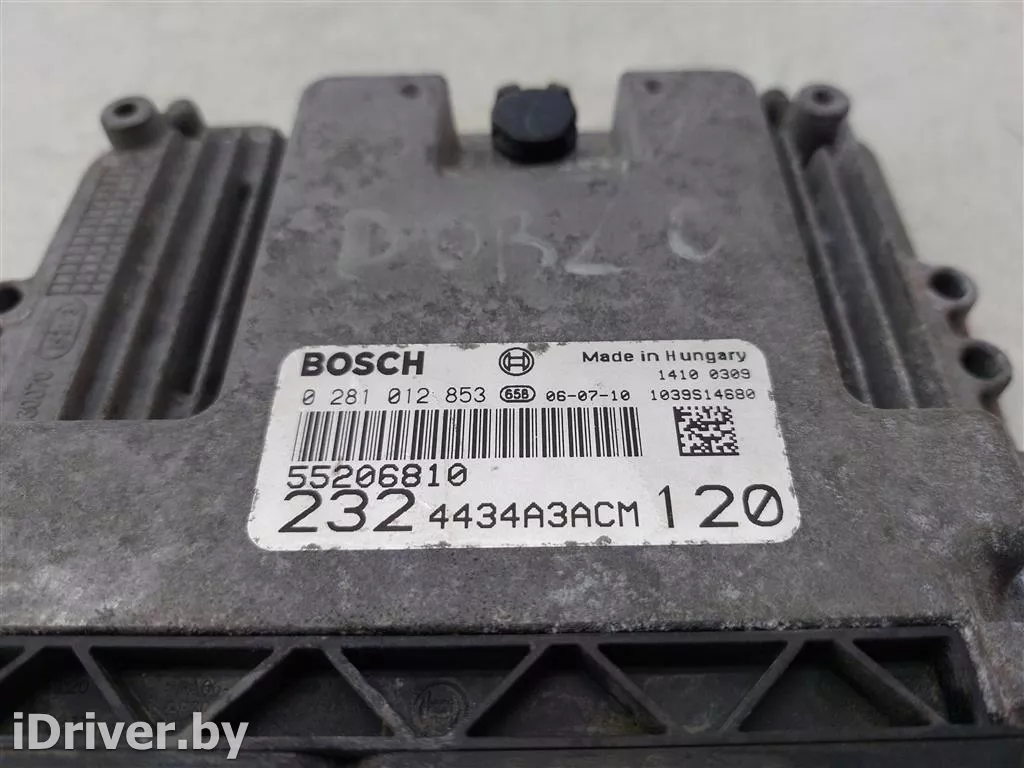 BOSCH
Made in Hungary
1410 0309
0 281 012 853 658 06-07-10 1039S14680
55206810
232 4434A3ACM 120
iDriver.by